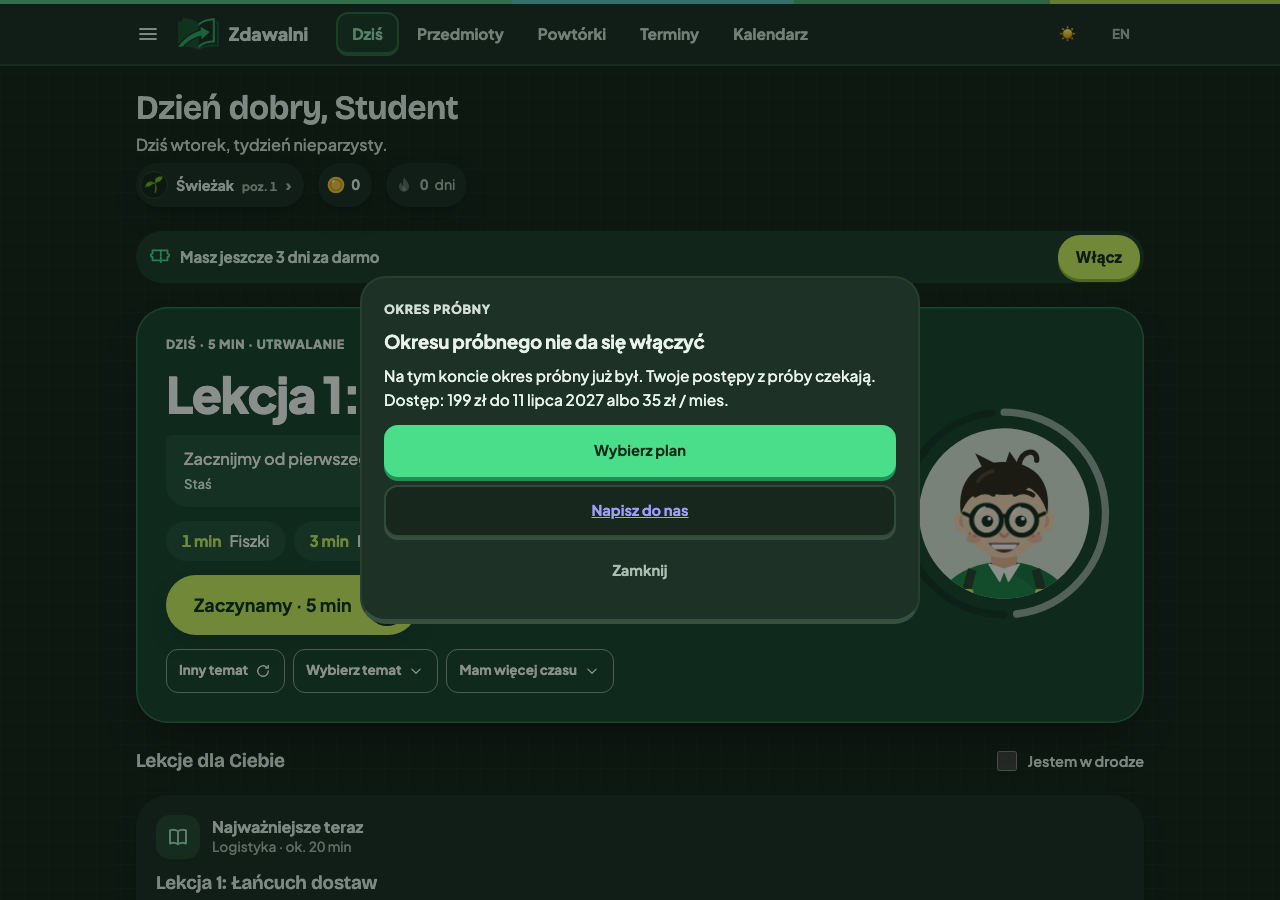 Zdawalni
Dziś
Przedmioty
Powtórki
Terminy
Kalendarz
EN
Dzień dobry, Student
Dziś wtorek, tydzień nieparzysty.
Świeżak poz. 1 ›
0
0 dni
Masz jeszcze 3 dni za darmo
Włącz
OKRES PRÓBNY
Okresu próbnego nie da się włączyć
Na tym koncie okres próbny już był. Twoje postępy z próby czekają.
Dostęp: 199 zł do 11 lipca 2027 albo 35 zł / mies.
Wybierz plan
Napisz do nas
Zamknij
DZIŚ · 5 MIN · UTRWALANIE
Lekcja 1:
Zacznijmy od
Staś
1 min Fiszki
3 min
Zaczynamy · 5 min
Inny temat
Wybierz temat
Mam więcej czasu
Lekcje dla Ciebie
Jestem w drodze
Najważniejsze teraz
Logistyka · ok. 20 min
Lekcja 1: Łańcuch dostaw